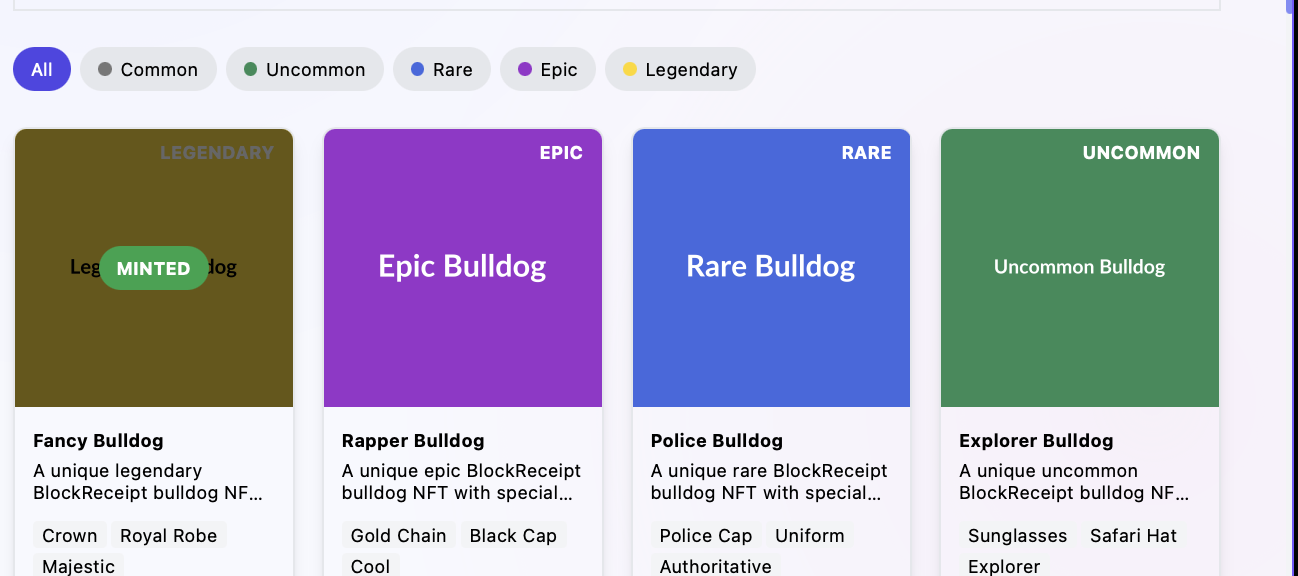 All Common Uncommon Rare Epic Legendary
LEGENDARY EPIC RARE UNCOMMON
MINTED Epic Bulldog Rare Bulldog Uncommon Bulldog
Fancy Bulldog
A unique legendary
BlockReceipt bulldog NF...
Crown Royal Robe
Majestic
Rapper Bulldog
A unique epic BlockReceipt
bulldog NFT with special...
Gold Chain Black Cap
Cool
Police Bulldog
A unique rare BlockReceipt
bulldog NFT with special...
Police Cap Uniform
Authoritative
Explorer Bulldog
A unique uncommon
BlockReceipt bulldog NF...
Sunglasses Safari Hat
Explorer